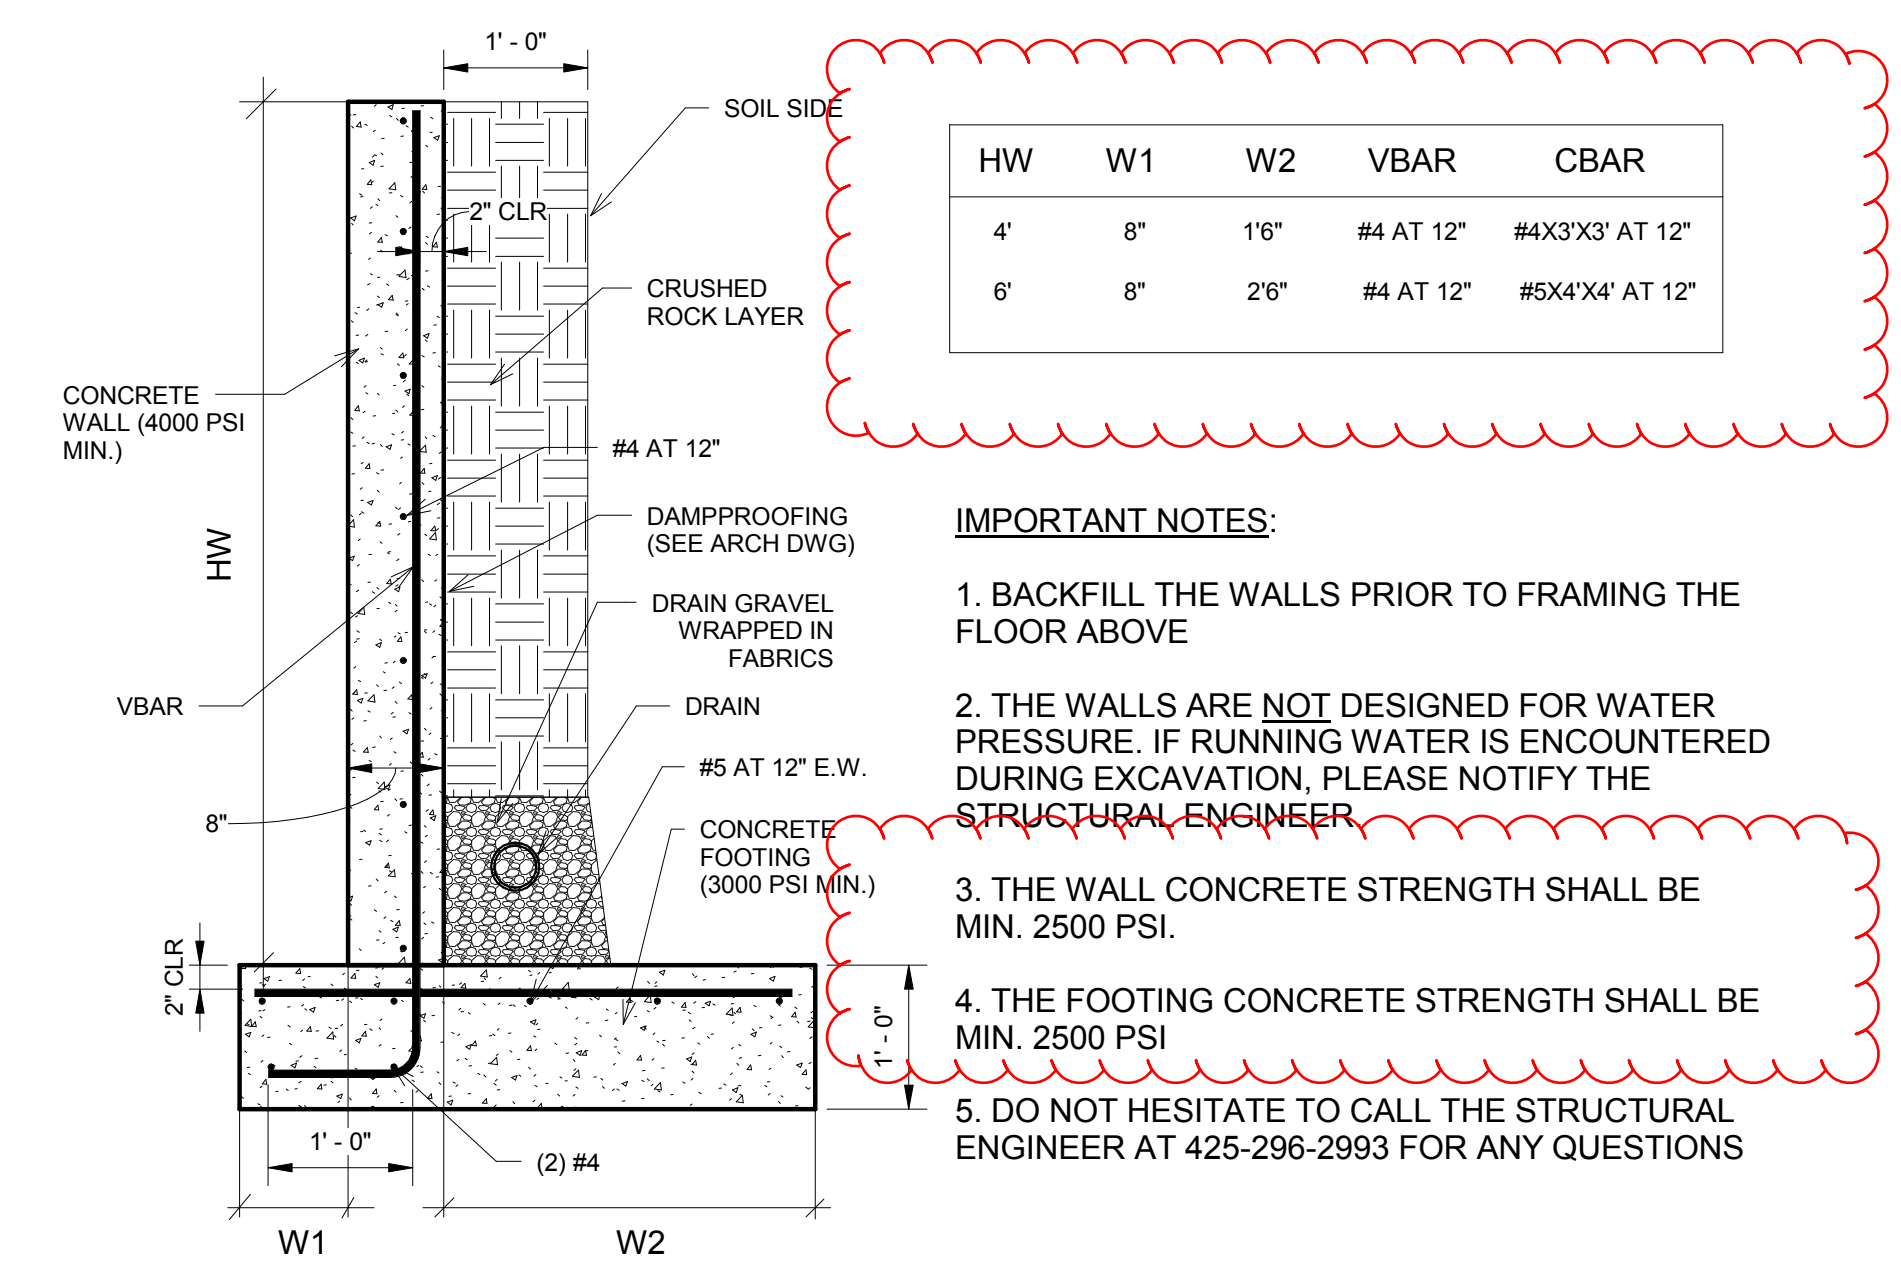 1' - 0"
SOIL SIDE
2" CLR
CRUSHED
ROCK LAYER
CONCRETE
WALL (4000 PSI
MIN.)
#4 AT 12"
HW
DAMPPROOFING
(SEE ARCH DWG)
DRAIN GRAVEL
WRAPPED IN
FABRICS
VBAR
DRAIN
#5 AT 12" E.W.
8"
CONCRETE
FOOTING
(3000 PSI MIN.)
2" CLR
1' - 0"
1' - 0"
(2) #4
W1 W2
HW W1 W2 VBAR CBAR
4' 8" 1'6" #4 AT 12" #4X3'X3' AT 12"
6' 8" 2'6" #4 AT 12" #5X4'X4' AT 12"
IMPORTANT NOTES:
1. BACKFILL THE WALLS PRIOR TO FRAMING THE
FLOOR ABOVE
2. THE WALLS ARE NOT DESIGNED FOR WATER
PRESSURE. IF RUNNING WATER IS ENCOUNTERED
DURING EXCAVATION, PLEASE NOTIFY THE
STRUCTURAL ENGINEER.
3. THE WALL CONCRETE STRENGTH SHALL BE
MIN. 2500 PSI.
4. THE FOOTING CONCRETE STRENGTH SHALL BE
MIN. 2500 PSI
5. DO NOT HESITATE TO CALL THE STRUCTURAL
ENGINEER AT 425-296-2993 FOR ANY QUESTIONS